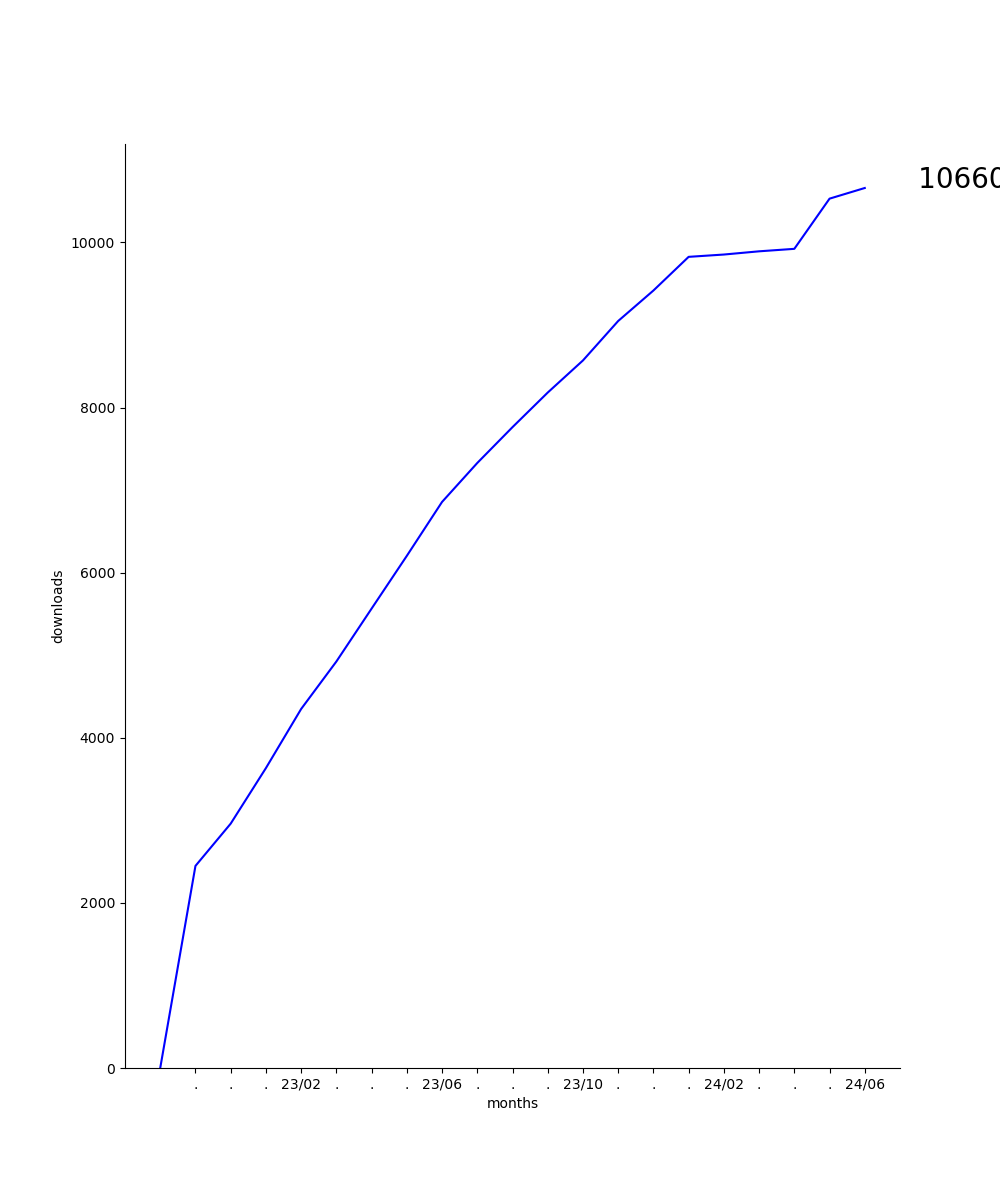 10660
10000
8000
6000
downloads
4000
2000
0
. . . 23/02 . . . 23/06 . . . 23/10 . . . 24/02 . . . 24/06
months